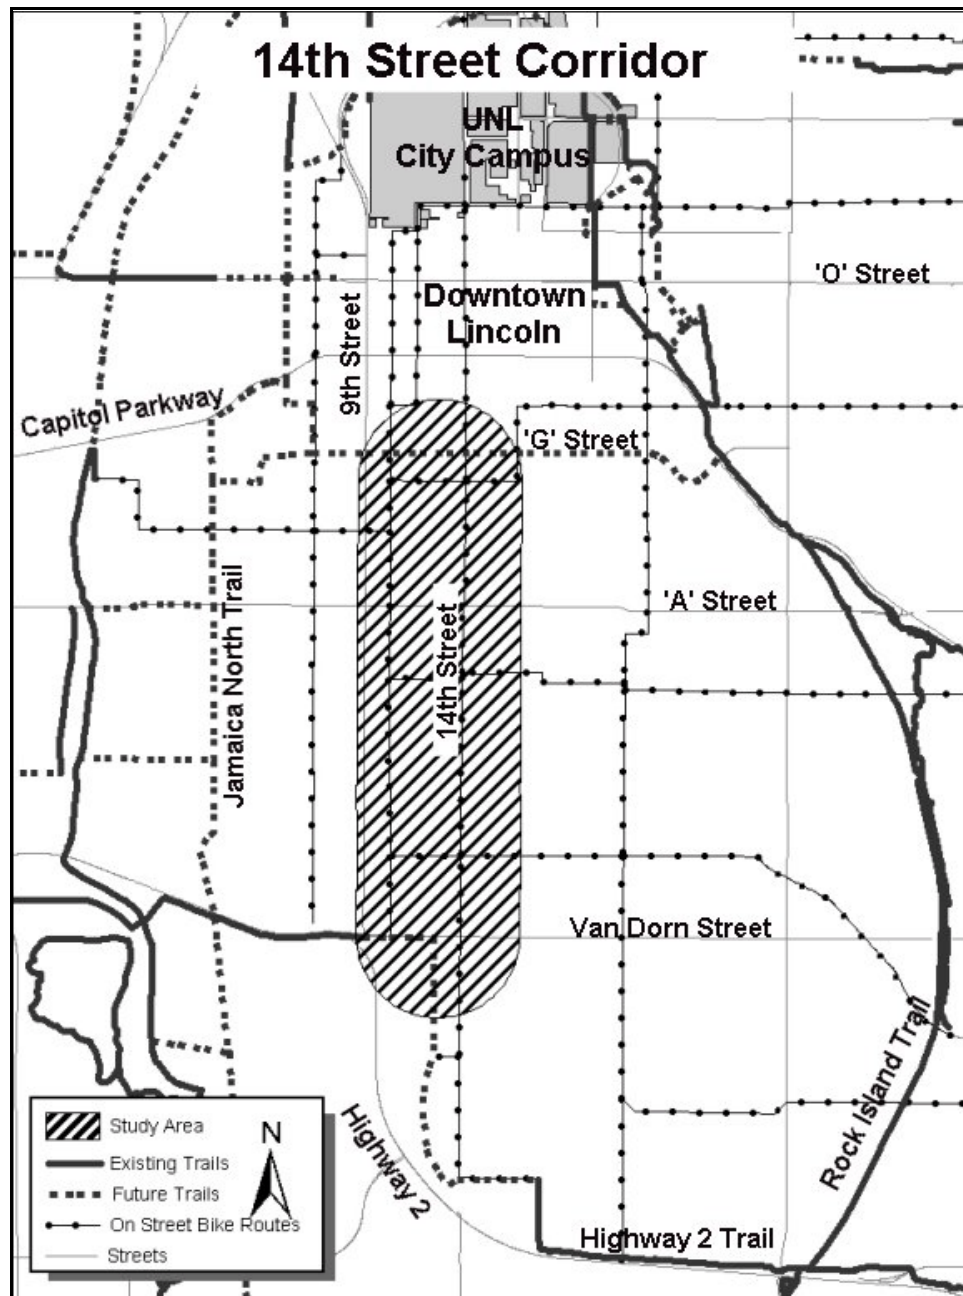 14th Street Corridor
UNL
City Campus
'O' Street
Downtown
Lincoln
9th Street
Capitol Parkway
'G' Street
Jamaica North Trail
14th Street
'A' Street
Van Dorn Street
Rock Island Trail
Highway 2
Highway 2 Trail
Study Area
N
Existing Trails
Future Trails
On Street Bike Routes
Streets